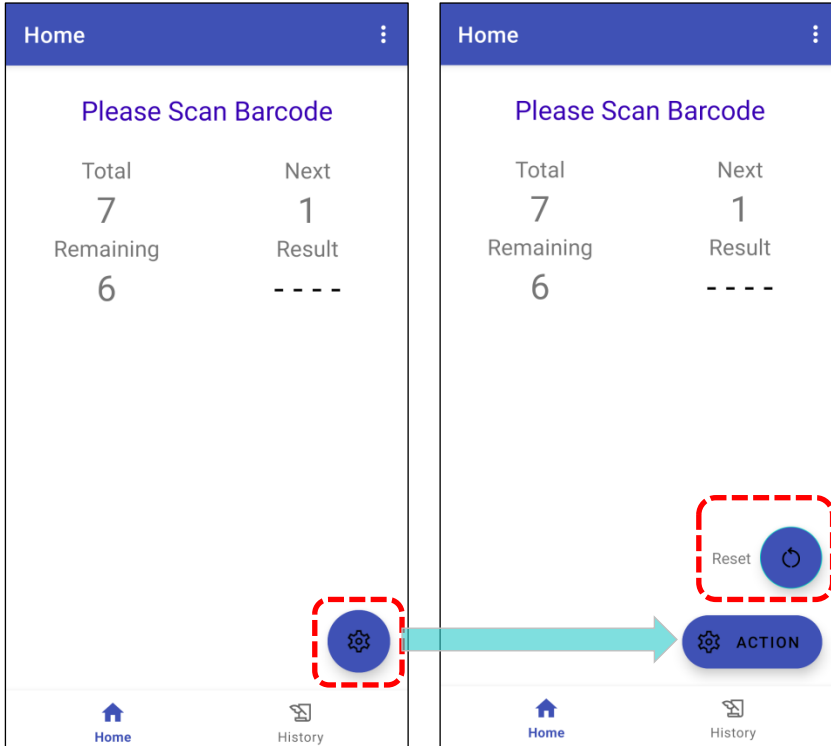 Home
Please Scan Barcode
Total Next
7 1
Remaining Result
6 ----
Home History
Home
Please Scan Barcode
Total Next
7 1
Remaining Result
6 ----
Reset
ACTION
Home History